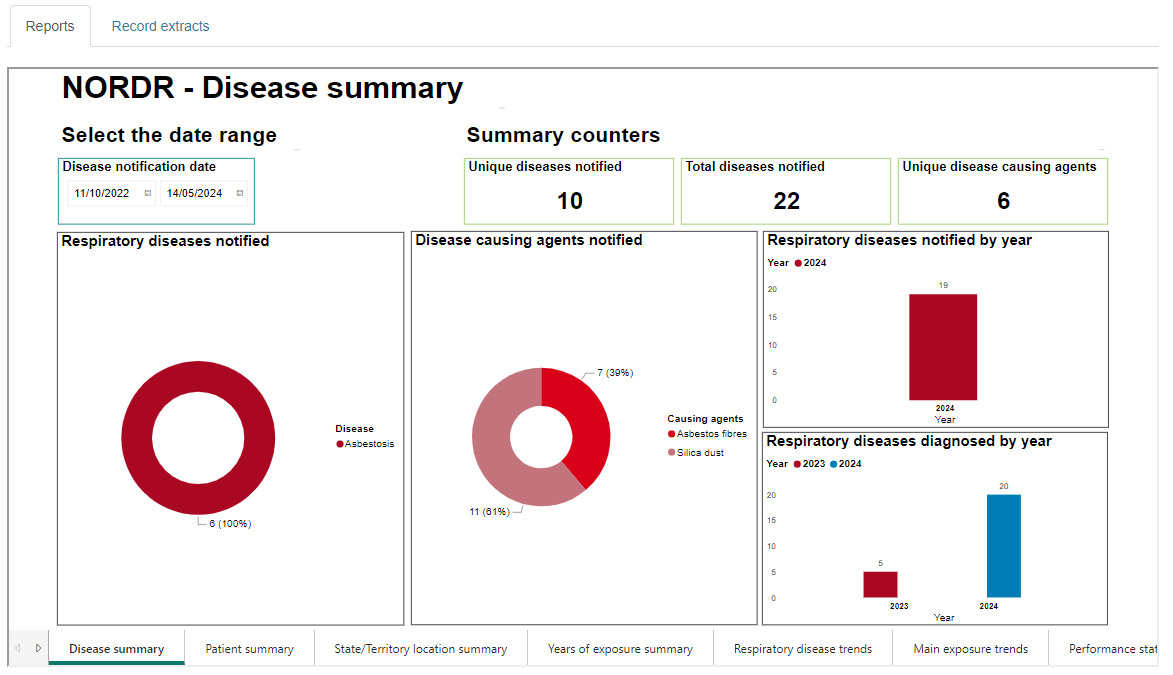 Reports
Record extracts
NORDR - Disease summary
Select the date range
Summary counters
Disease notification date
11/10/2022
14/05/2024
Unique diseases notified
10
Total diseases notified
22
Unique disease causing agents
6
Respiratory diseases notified
Disease
Asbestosis
6 (100%)
Disease causing agents notified
7 (39%)
Causing agents
Asbestos fibres
Silica dust
11 (61%)
Respiratory diseases notified by year
Year 2024
19
20
15
10
5
0
2024
Year
Respiratory diseases diagnosed by year
Year 2023 2024
20
20
15
10
5
5
0
2023 2024
Year
Disease summary
Patient summary
State/Territory location summary
Years of exposure summary
Respiratory disease trends
Main exposure trends
Performance stat